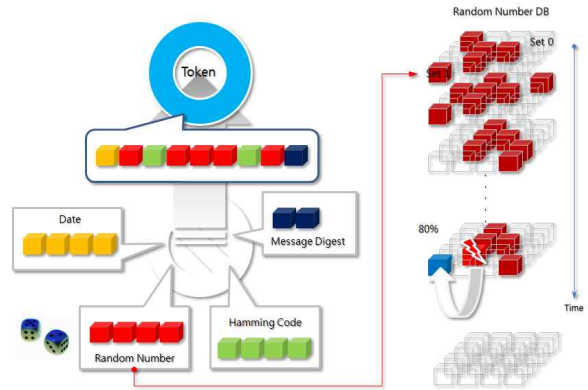 Random Number DB
Token
Set 0
Set 1
Date
Message Digest
80%
Random Number
Hamming Code
Time